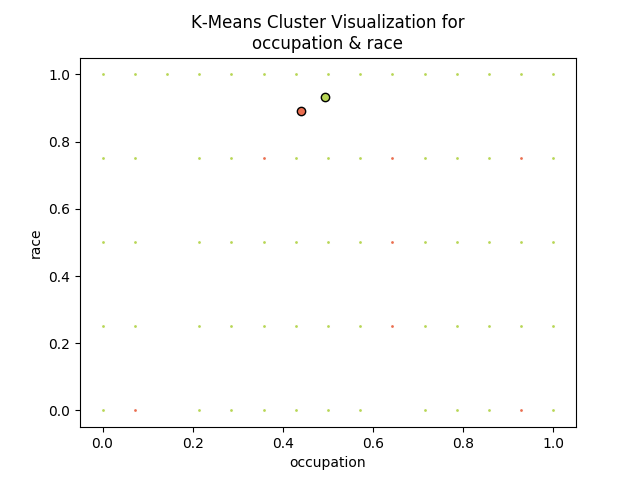 K-Means Cluster Visualization for
occupation & race
1.0
0.8
0.6
0.4
0.2
0.0
race
0.0 0.2 0.4 0.6 0.8 1.0
occupation